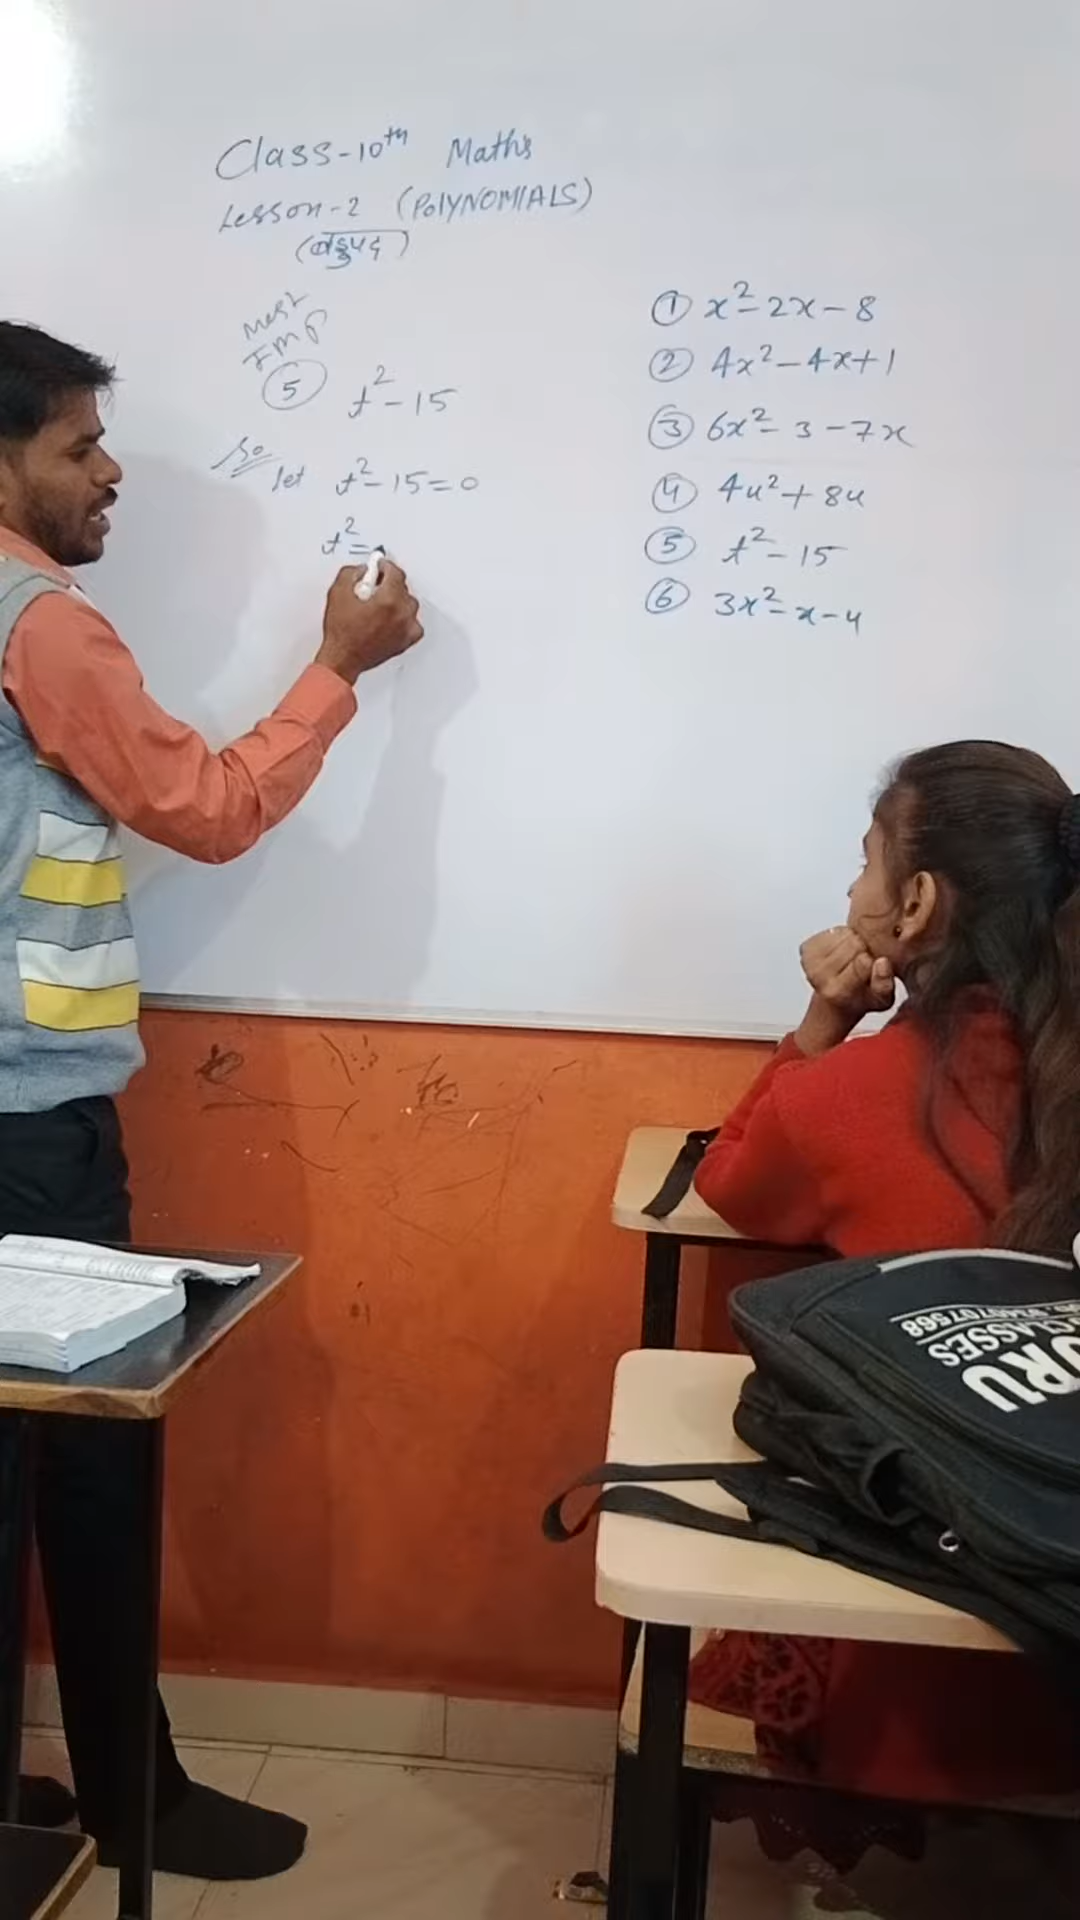 Class-10th Maths
Lesson-2 (POLYNOMIALS)
(बहुपद)
Most
IMP
⑤ t²-15
So
let t²-15=0
t²=
① x²-2x-8
② 4x²-4x+1
③ 6x²-3-7x
④ 4u²+8u
⑤ t²-15
⑥ 3x²-x-4
CLASSES